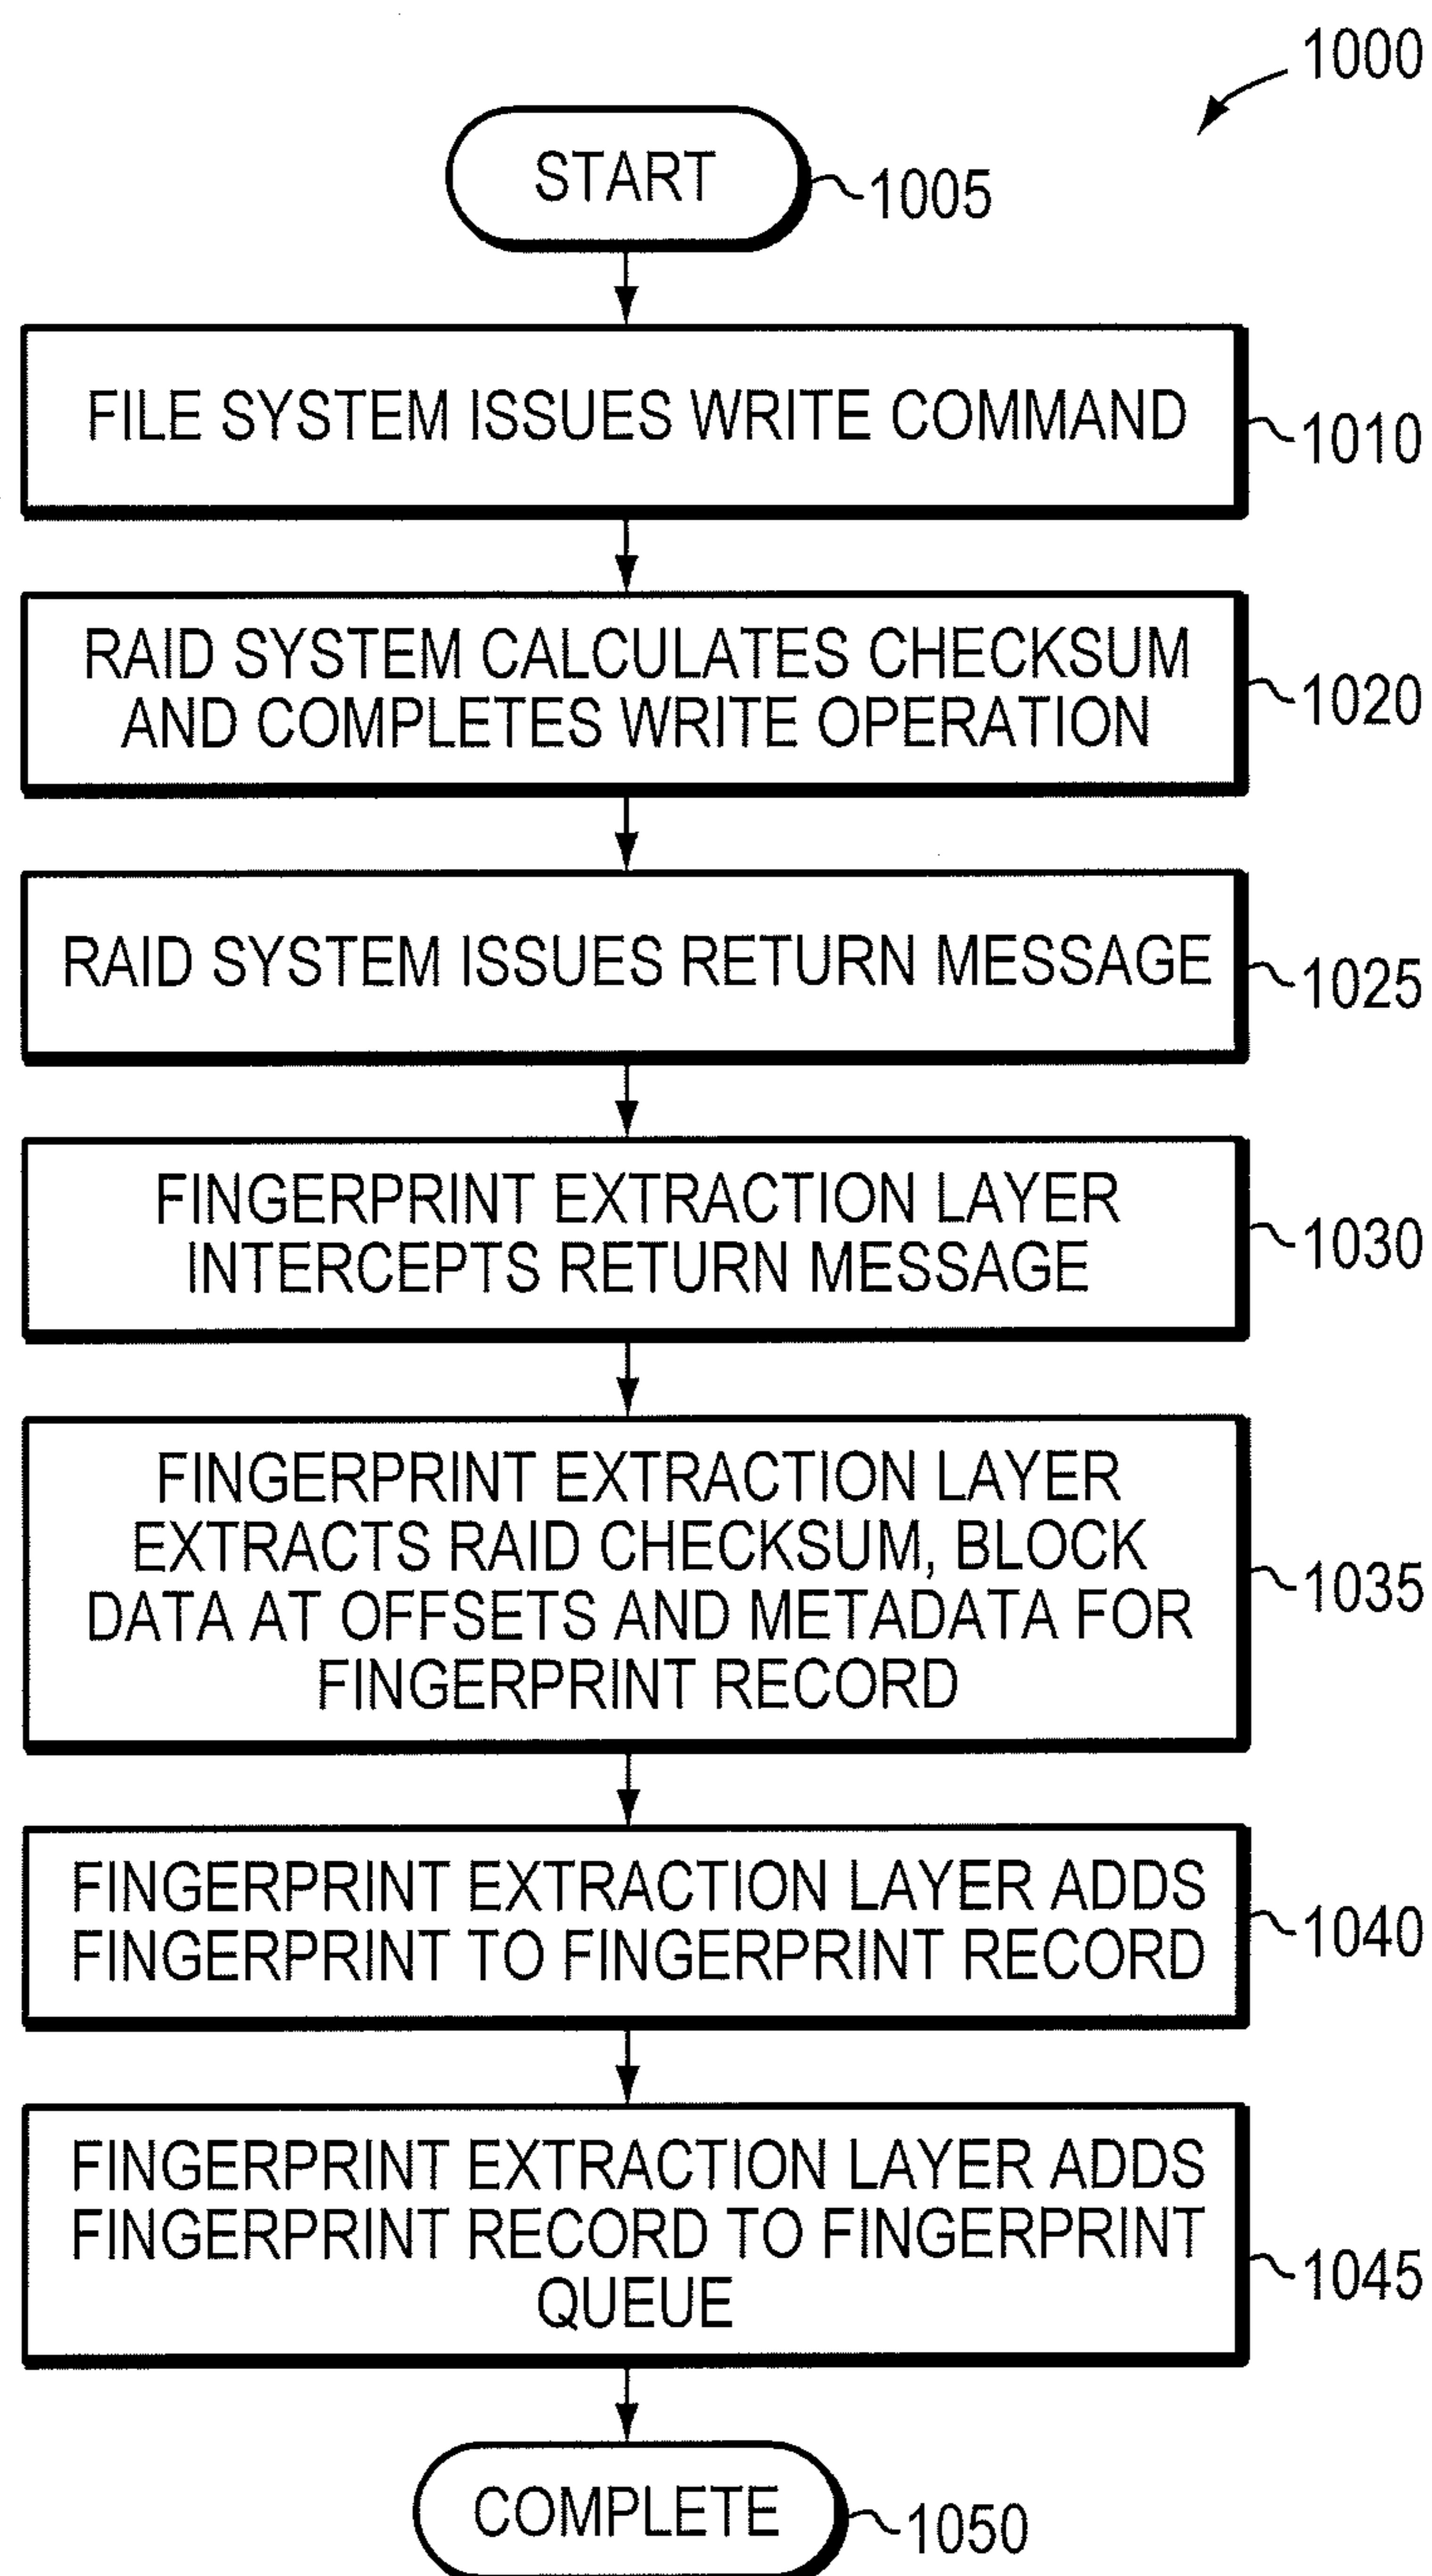 1000
START
1005
FILE SYSTEM ISSUES WRITE COMMAND
1010
RAID SYSTEM CALCULATES CHECKSUM
AND COMPLETES WRITE OPERATION
1020
RAID SYSTEM ISSUES RETURN MESSAGE
1025
FINGERPRINT EXTRACTION LAYER
INTERCEPTS RETURN MESSAGE
1030
FINGERPRINT EXTRACTION LAYER
EXTRACTS RAID CHECKSUM, BLOCK
DATA AT OFFSETS AND METADATA FOR
FINGERPRINT RECORD
1035
FINGERPRINT EXTRACTION LAYER ADDS
FINGERPRINT TO FINGERPRINT RECORD
1040
FINGERPRINT EXTRACTION LAYER ADDS
FINGERPRINT RECORD TO FINGERPRINT
QUEUE
1045
COMPLETE
1050